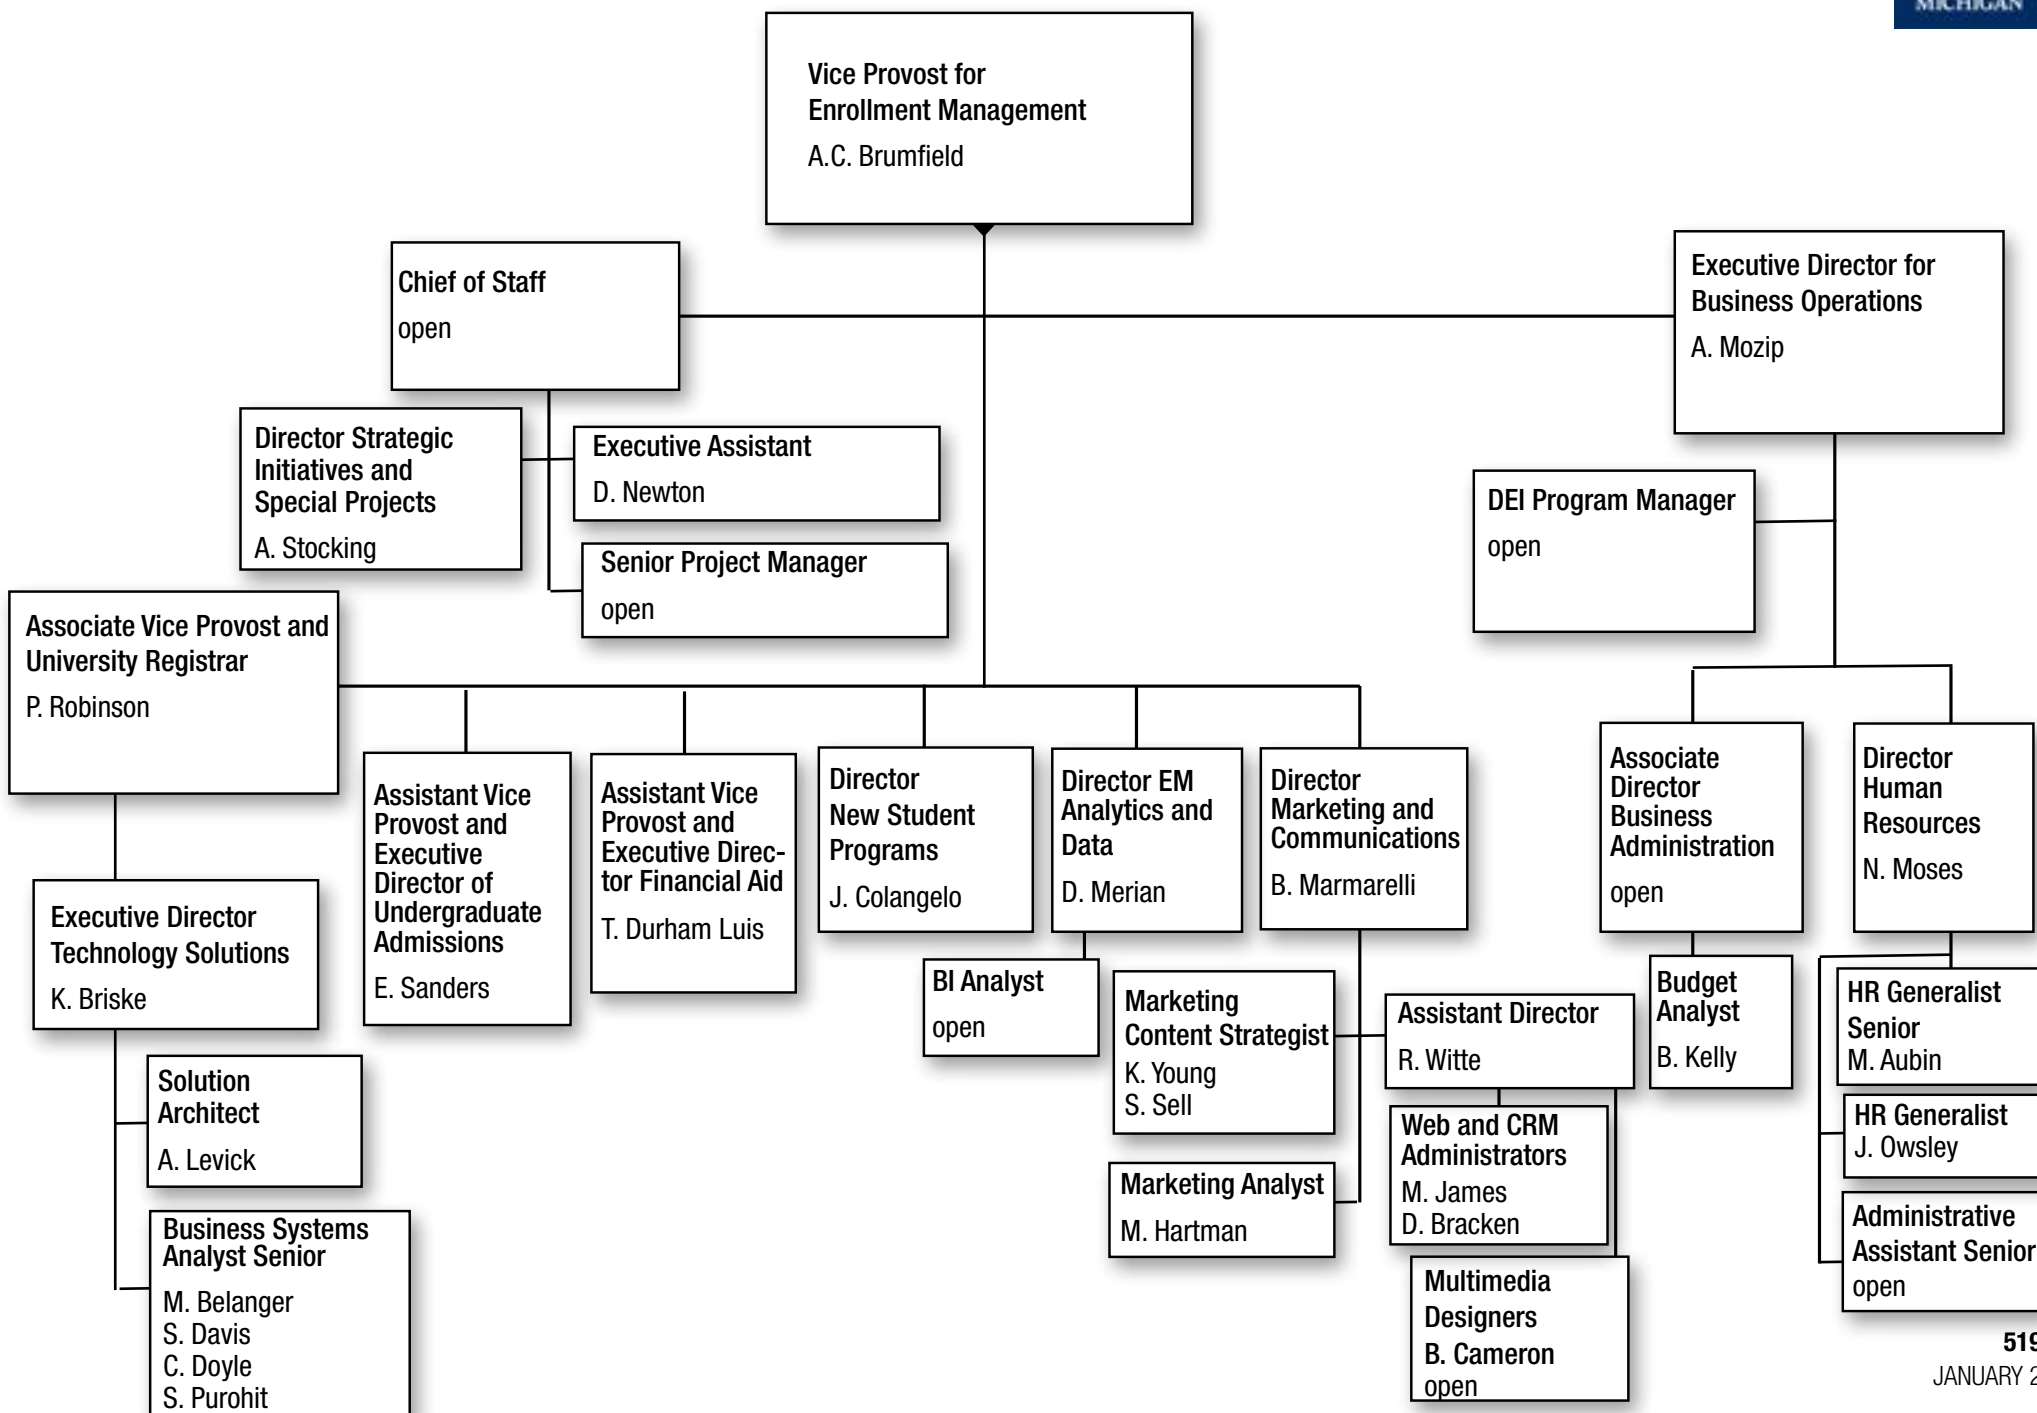 MICHIGAN
Vice Provost for
Enrollment Management
A.C. Brumfield
Chief of Staff
open
Executive Director for
Business Operations
A. Mozip
Director Strategic
Initiatives and
Special Projects
A. Stocking
Executive Assistant
D. Newton
Senior Project Manager
open
DEI Program Manager
open
Associate Vice Provost and
University Registrar
P. Robinson
Assistant Vice
Provost and
Executive
Director of
Undergraduate
Admissions
E. Sanders
Assistant Vice
Provost and
Executive Direc-
tor Financial Aid
T. Durham Luis
Director
New Student
Programs
J. Colangelo
Director EM
Analytics and
Data
D. Merian
Director
Marketing and
Communications
B. Marmarelli
Associate
Director
Business
Administration
open
Director
Human
Resources
N. Moses
Executive Director
Technology Solutions
K. Briske
BI Analyst
open
Marketing
Content Strategist
K. Young
S. Sell
Assistant Director
R. Witte
Budget
Analyst
B. Kelly
HR Generalist
Senior
M. Aubin
Solution
Architect
A. Levick
Web and CRM
Administrators
M. James
D. Bracken
HR Generalist
J. Owsley
Marketing Analyst
M. Hartman
Administrative
Assistant Senior
open
Business Systems
Analyst Senior
M. Belanger
S. Davis
C. Doyle
S. Purohit
Multimedia
Designers
B. Cameron
open
519
JANUARY 2